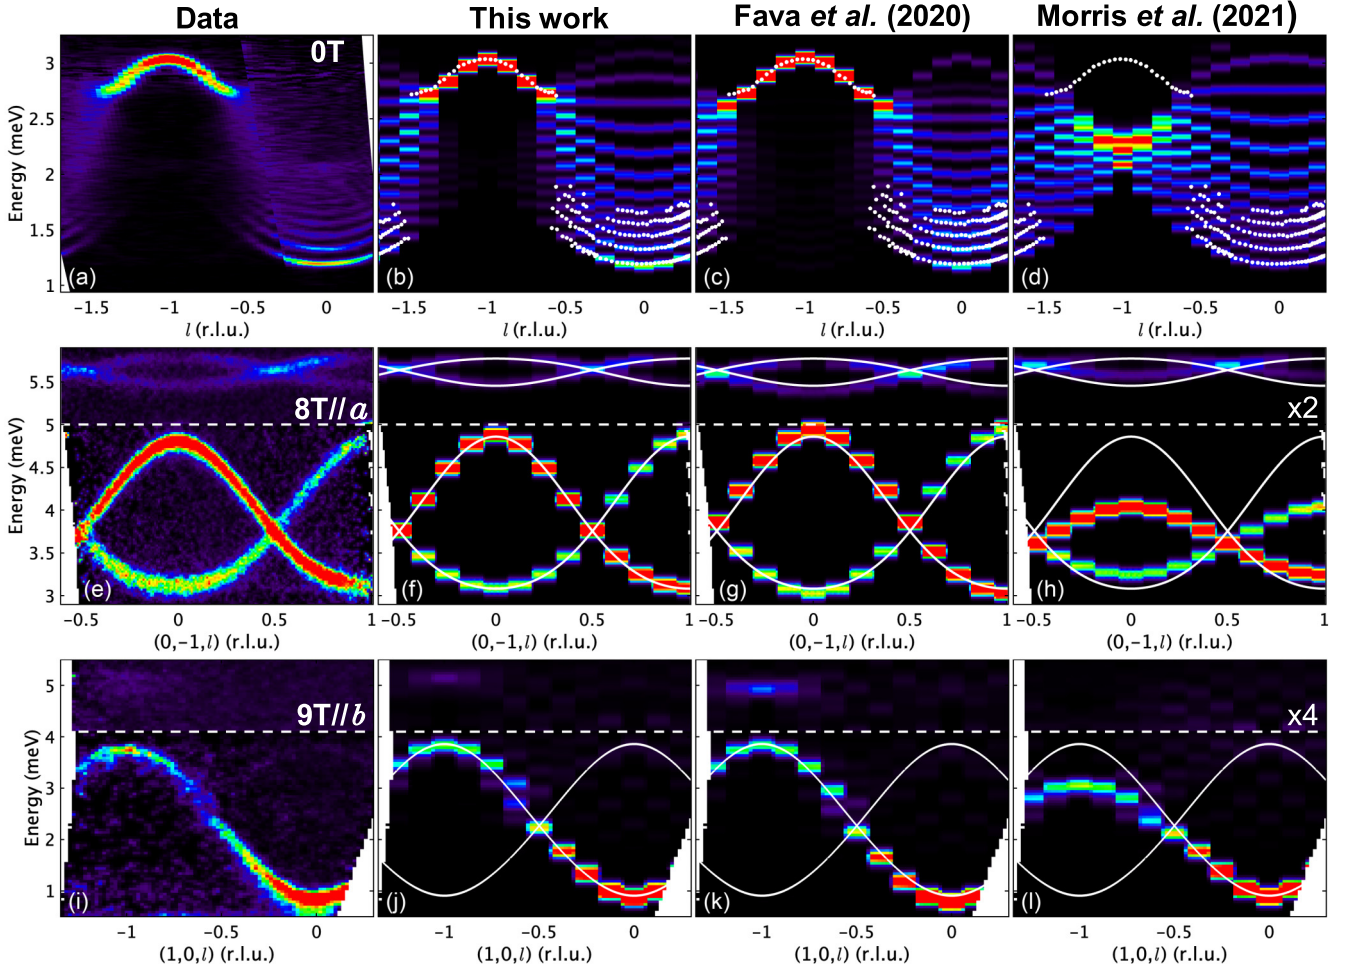 Data
This work
Fava et al. (2020)
Morris et al. (2021)
Energy (meV)
3
2.5
2
1.5
1
0T
(a)
(b)
(c)
(d)
−1.5 −1 −0.5 0
−1.5 −1 −0.5 0
−1.5 −1 −0.5 0
−1.5 −1 −0.5 0
l (r.l.u.)
l (r.l.u.)
l (r.l.u.)
l (r.l.u.)
Energy (meV)
5.5
5
4.5
4
3.5
3
8T//a
x2
(e)
(f)
(g)
(h)
−0.5 0 0.5 1
−0.5 0 0.5 1
−0.5 0 0.5 1
−0.5 0 0.5 1
(0,−1,l) (r.l.u.)
(0,−1,l) (r.l.u.)
(0,−1,l) (r.l.u.)
(0,−1,l) (r.l.u.)
Energy (meV)
5
4
3
2
1
9T//b
x4
(i)
(j)
(k)
(l)
−1 −0.5 0
−1 −0.5 0
−1 −0.5 0
−1 −0.5 0
(1,0,l) (r.l.u.)
(1,0,l) (r.l.u.)
(1,0,l) (r.l.u.)
(1,0,l) (r.l.u.)